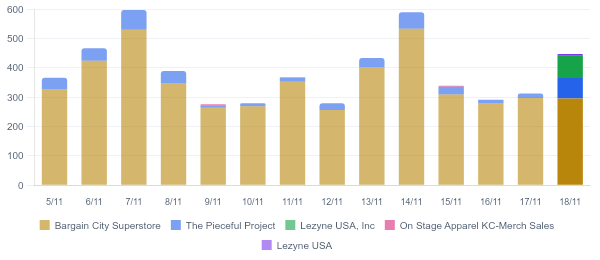 600
500
400
300
200
100
0
5/11 6/11 7/11 8/11 9/11 10/11 11/11 12/11 13/11 14/11 15/11 16/11 17/11 18/11
Bargain City Superstore The Pieceful Project Lezyne USA, Inc On Stage Apparel KC-Merch Sales
Lezyne USA